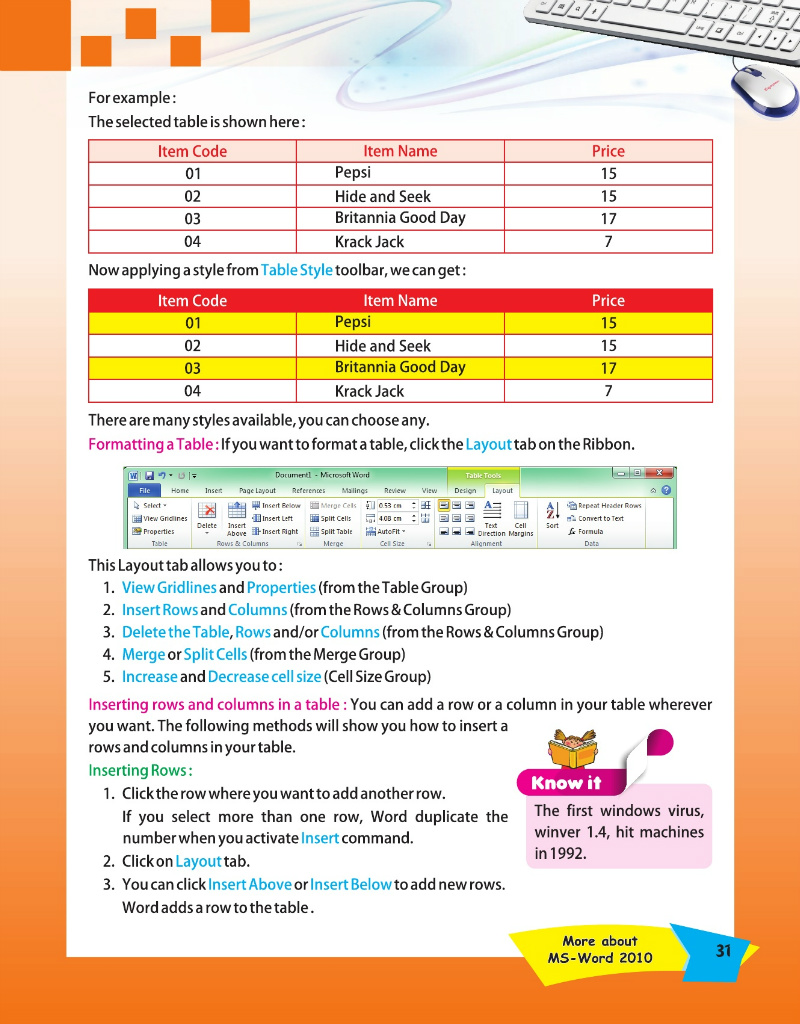 For example :
The selected table is shown here :
Item Code Item Name Price
01 Pepsi 15
02 Hide and Seek 15
03 Britannia Good Day 17
04 Krack Jack 7
Now applying a style from Table Style toolbar, we can get :
Item Code Item Name Price
01 Pepsi 15
02 Hide and Seek 15
03 Britannia Good Day 17
04 Krack Jack 7
There are many styles available, you can choose any.
Formatting a Table : If you want to format a table, click the Layout tab on the Ribbon.
Document1 - Microsoft Word Table Tools
File Home Insert Page Layout References Mailings Review View Design Layout
Select Insert Below Merge Cells 0.53 cm Repeat Header Rows
View Gridlines Delete Insert Above Insert Left Split Cells 4.08 cm Text Direction Cell Margins Sort Convert to Text
Properties Insert Right Split Table AutoFit Formula
Table Rows & Columns Merge Cell Size Alignment Data
This Layout tab allows you to :
1. View Gridlines and Properties (from the Table Group)
2. Insert Rows and Columns (from the Rows & Columns Group)
3. Delete the Table, Rows and/or Columns (from the Rows & Columns Group)
4. Merge or Split Cells (from the Merge Group)
5. Increase and Decrease cell size (Cell Size Group)
Inserting rows and columns in a table : You can add a row or a column in your table wherever
you want. The following methods will show you how to insert a
rows and columns in your table.
Inserting Rows :
1. Click the row where you want to add another row.
If you select more than one row, Word duplicate the
number when you activate Insert command.
2. Click on Layout tab.
3. You can click Insert Above or Insert Below to add new rows.
Word adds a row to the table .
Know it
The first windows virus,
winver 1.4, hit machines
in 1992.
More about
MS-Word 2010
31